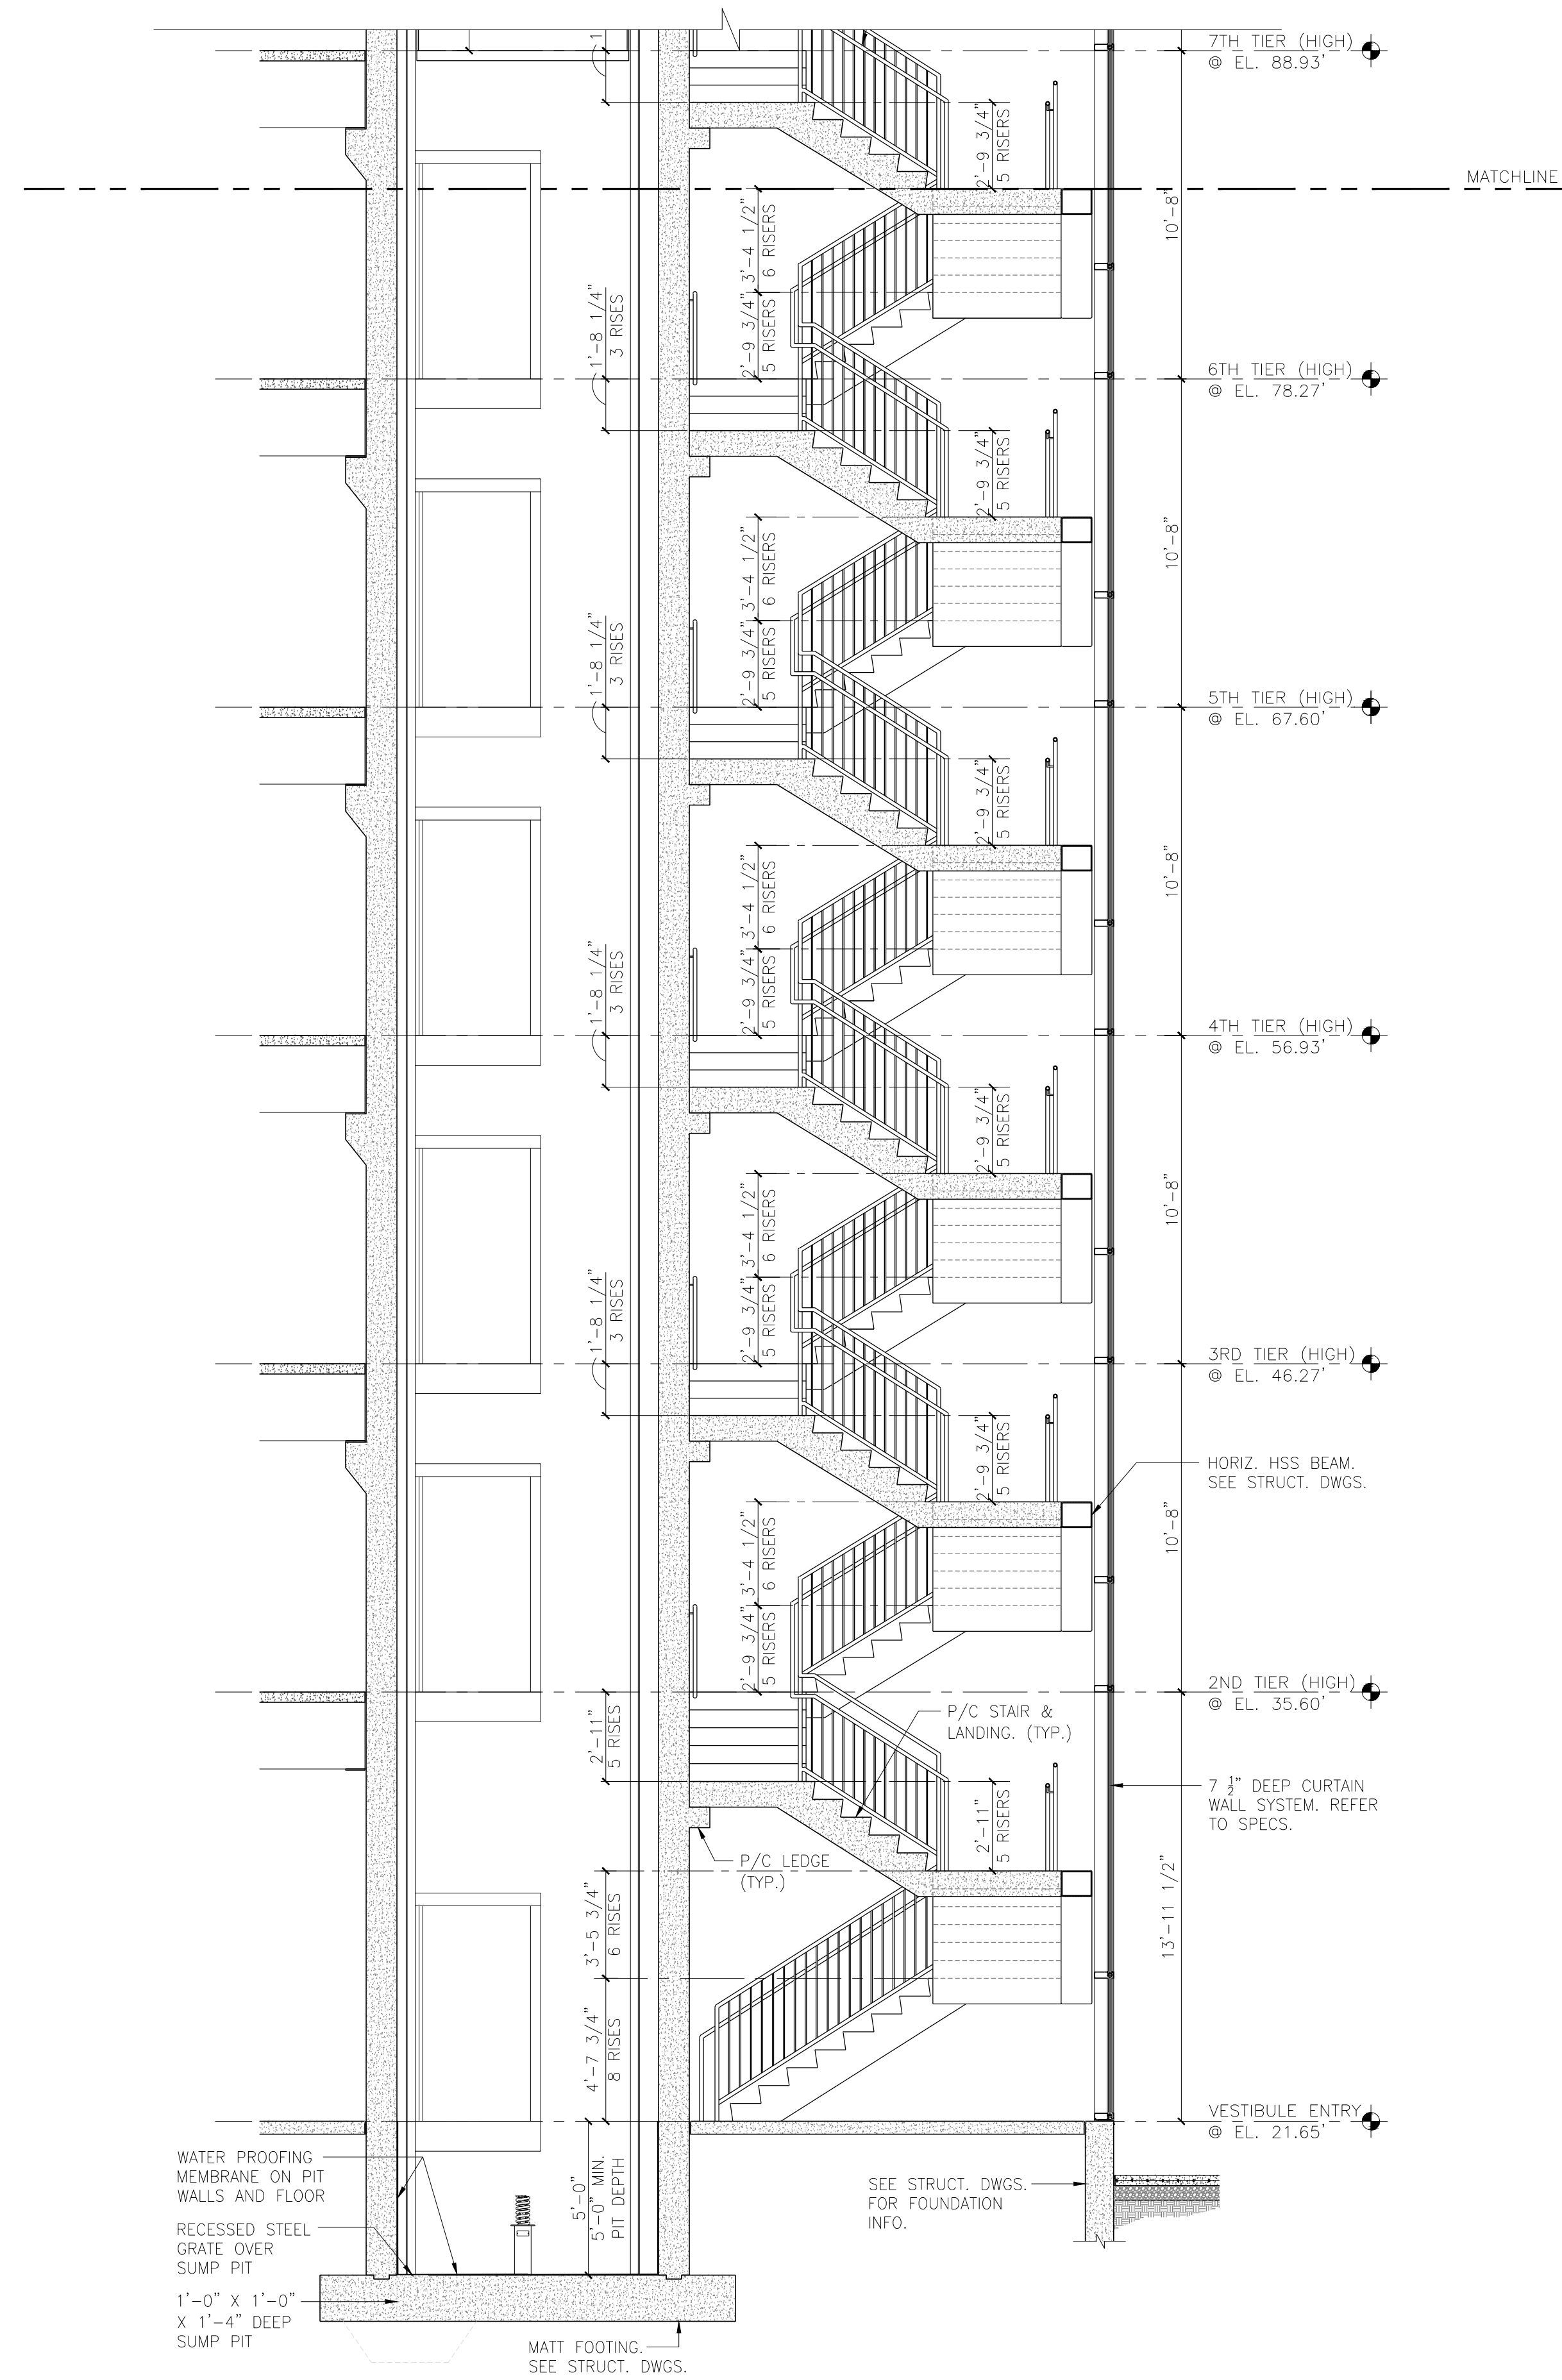 7TH TIER (HIGH)
@ EL. 88.93'
1
2'-9 3/4"
5 RISERS
MATCHLINE
10'-8"
3'-4 1/2"
6 RISERS
2'-9 3/4"
5 RISERS
1'-8 1/4"
3 RISES
6TH TIER (HIGH)
@ EL. 78.27'
2'-9 3/4"
5 RISERS
10'-8"
3'-4 1/2"
6 RISERS
2'-9 3/4"
5 RISERS
1'-8 1/4"
3 RISES
5TH TIER (HIGH)
@ EL. 67.60'
2'-9 3/4"
5 RISERS
10'-8"
3'-4 1/2"
6 RISERS
2'-9 3/4"
5 RISERS
1'-8 1/4"
3 RISES
4TH TIER (HIGH)
@ EL. 56.93'
2'-9 3/4"
5 RISERS
10'-8"
3'-4 1/2"
6 RISERS
2'-9 3/4"
5 RISERS
1'-8 1/4"
3 RISES
3RD TIER (HIGH)
@ EL. 46.27'
2'-9 3/4"
5 RISERS
HORIZ. HSS BEAM.
SEE STRUCT. DWGS.
10'-8"
3'-4 1/2"
6 RISERS
2'-9 3/4"
5 RISERS
2ND TIER (HIGH)
@ EL. 35.60'
2'-11"
5 RISES
P/C STAIR &
LANDING. (TYP.)
7 ½" DEEP CURTAIN
WALL SYSTEM. REFER
TO SPECS.
2'-11"
5 RISERS
P/C LEDGE
(TYP.)
13'-11 1/2"
3'-5 3/4"
6 RISES
4'-7 3/4"
8 RISES
VESTIBULE ENTRY
@ EL. 21.65'
WATER PROOFING
MEMBRANE ON PIT
WALLS AND FLOOR
5'-0"
5'-0" MIN.
PIT DEPTH
SEE STRUCT. DWGS.
FOR FOUNDATION
INFO.
RECESSED STEEL
GRATE OVER
SUMP PIT
1'-0" X 1'-0"
X 1'-4" DEEP
SUMP PIT
MATT FOOTING.
SEE STRUCT. DWGS.